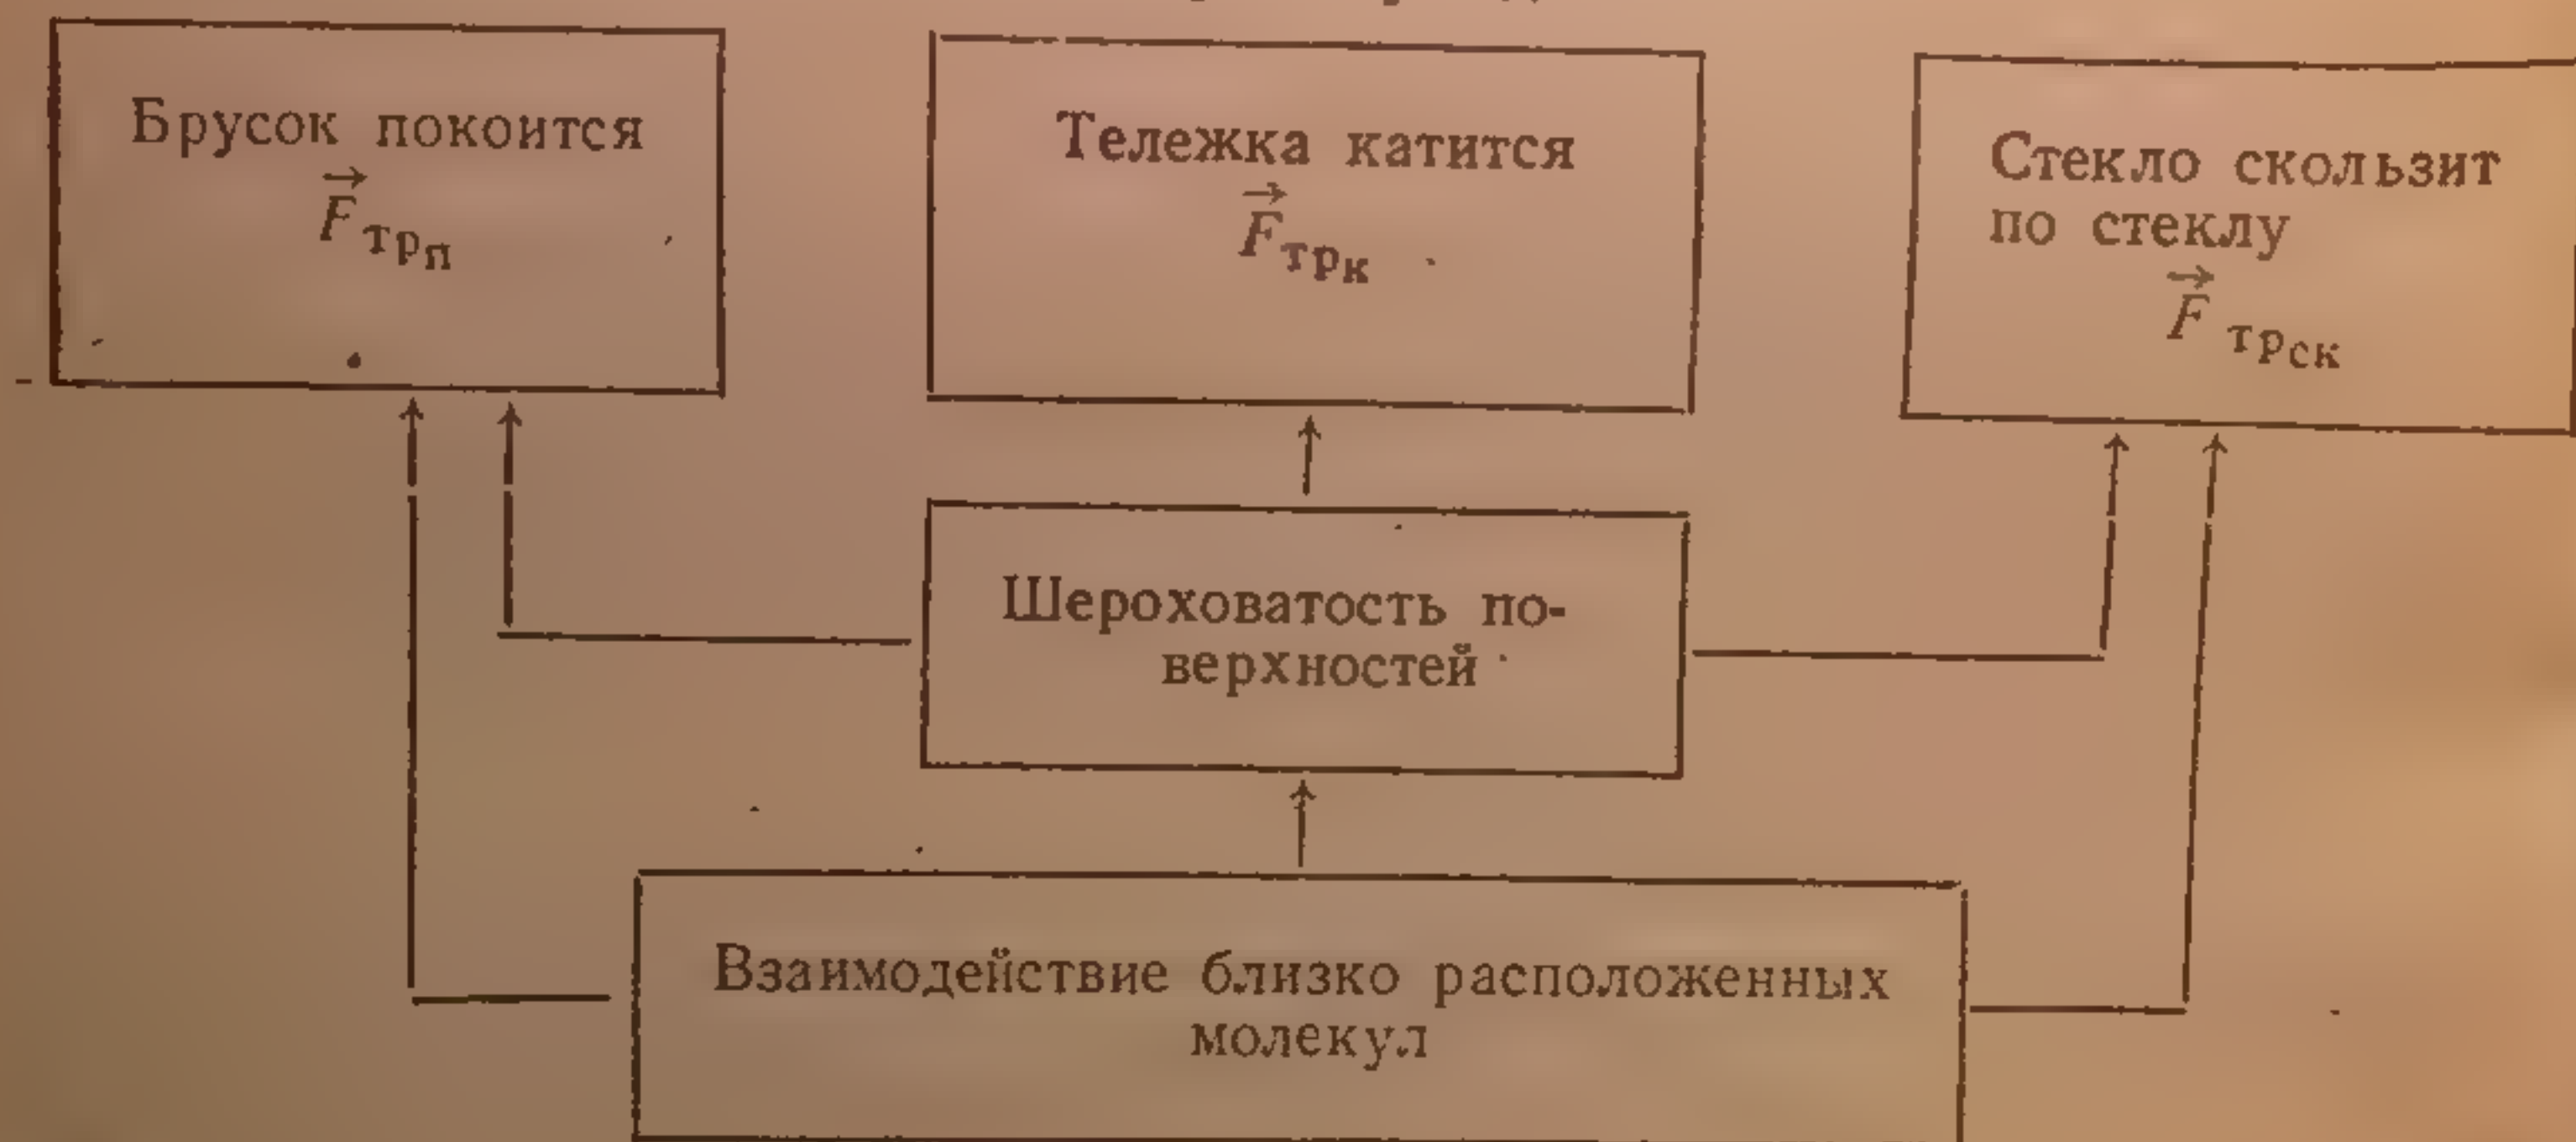 Брусок покоится
F⃗трп
Тележка катится
F⃗трк
Стекло скользит
по стеклу
F⃗трск
Шероховатость по-
верхностей
Взаимодействие близко расположенных
молекул